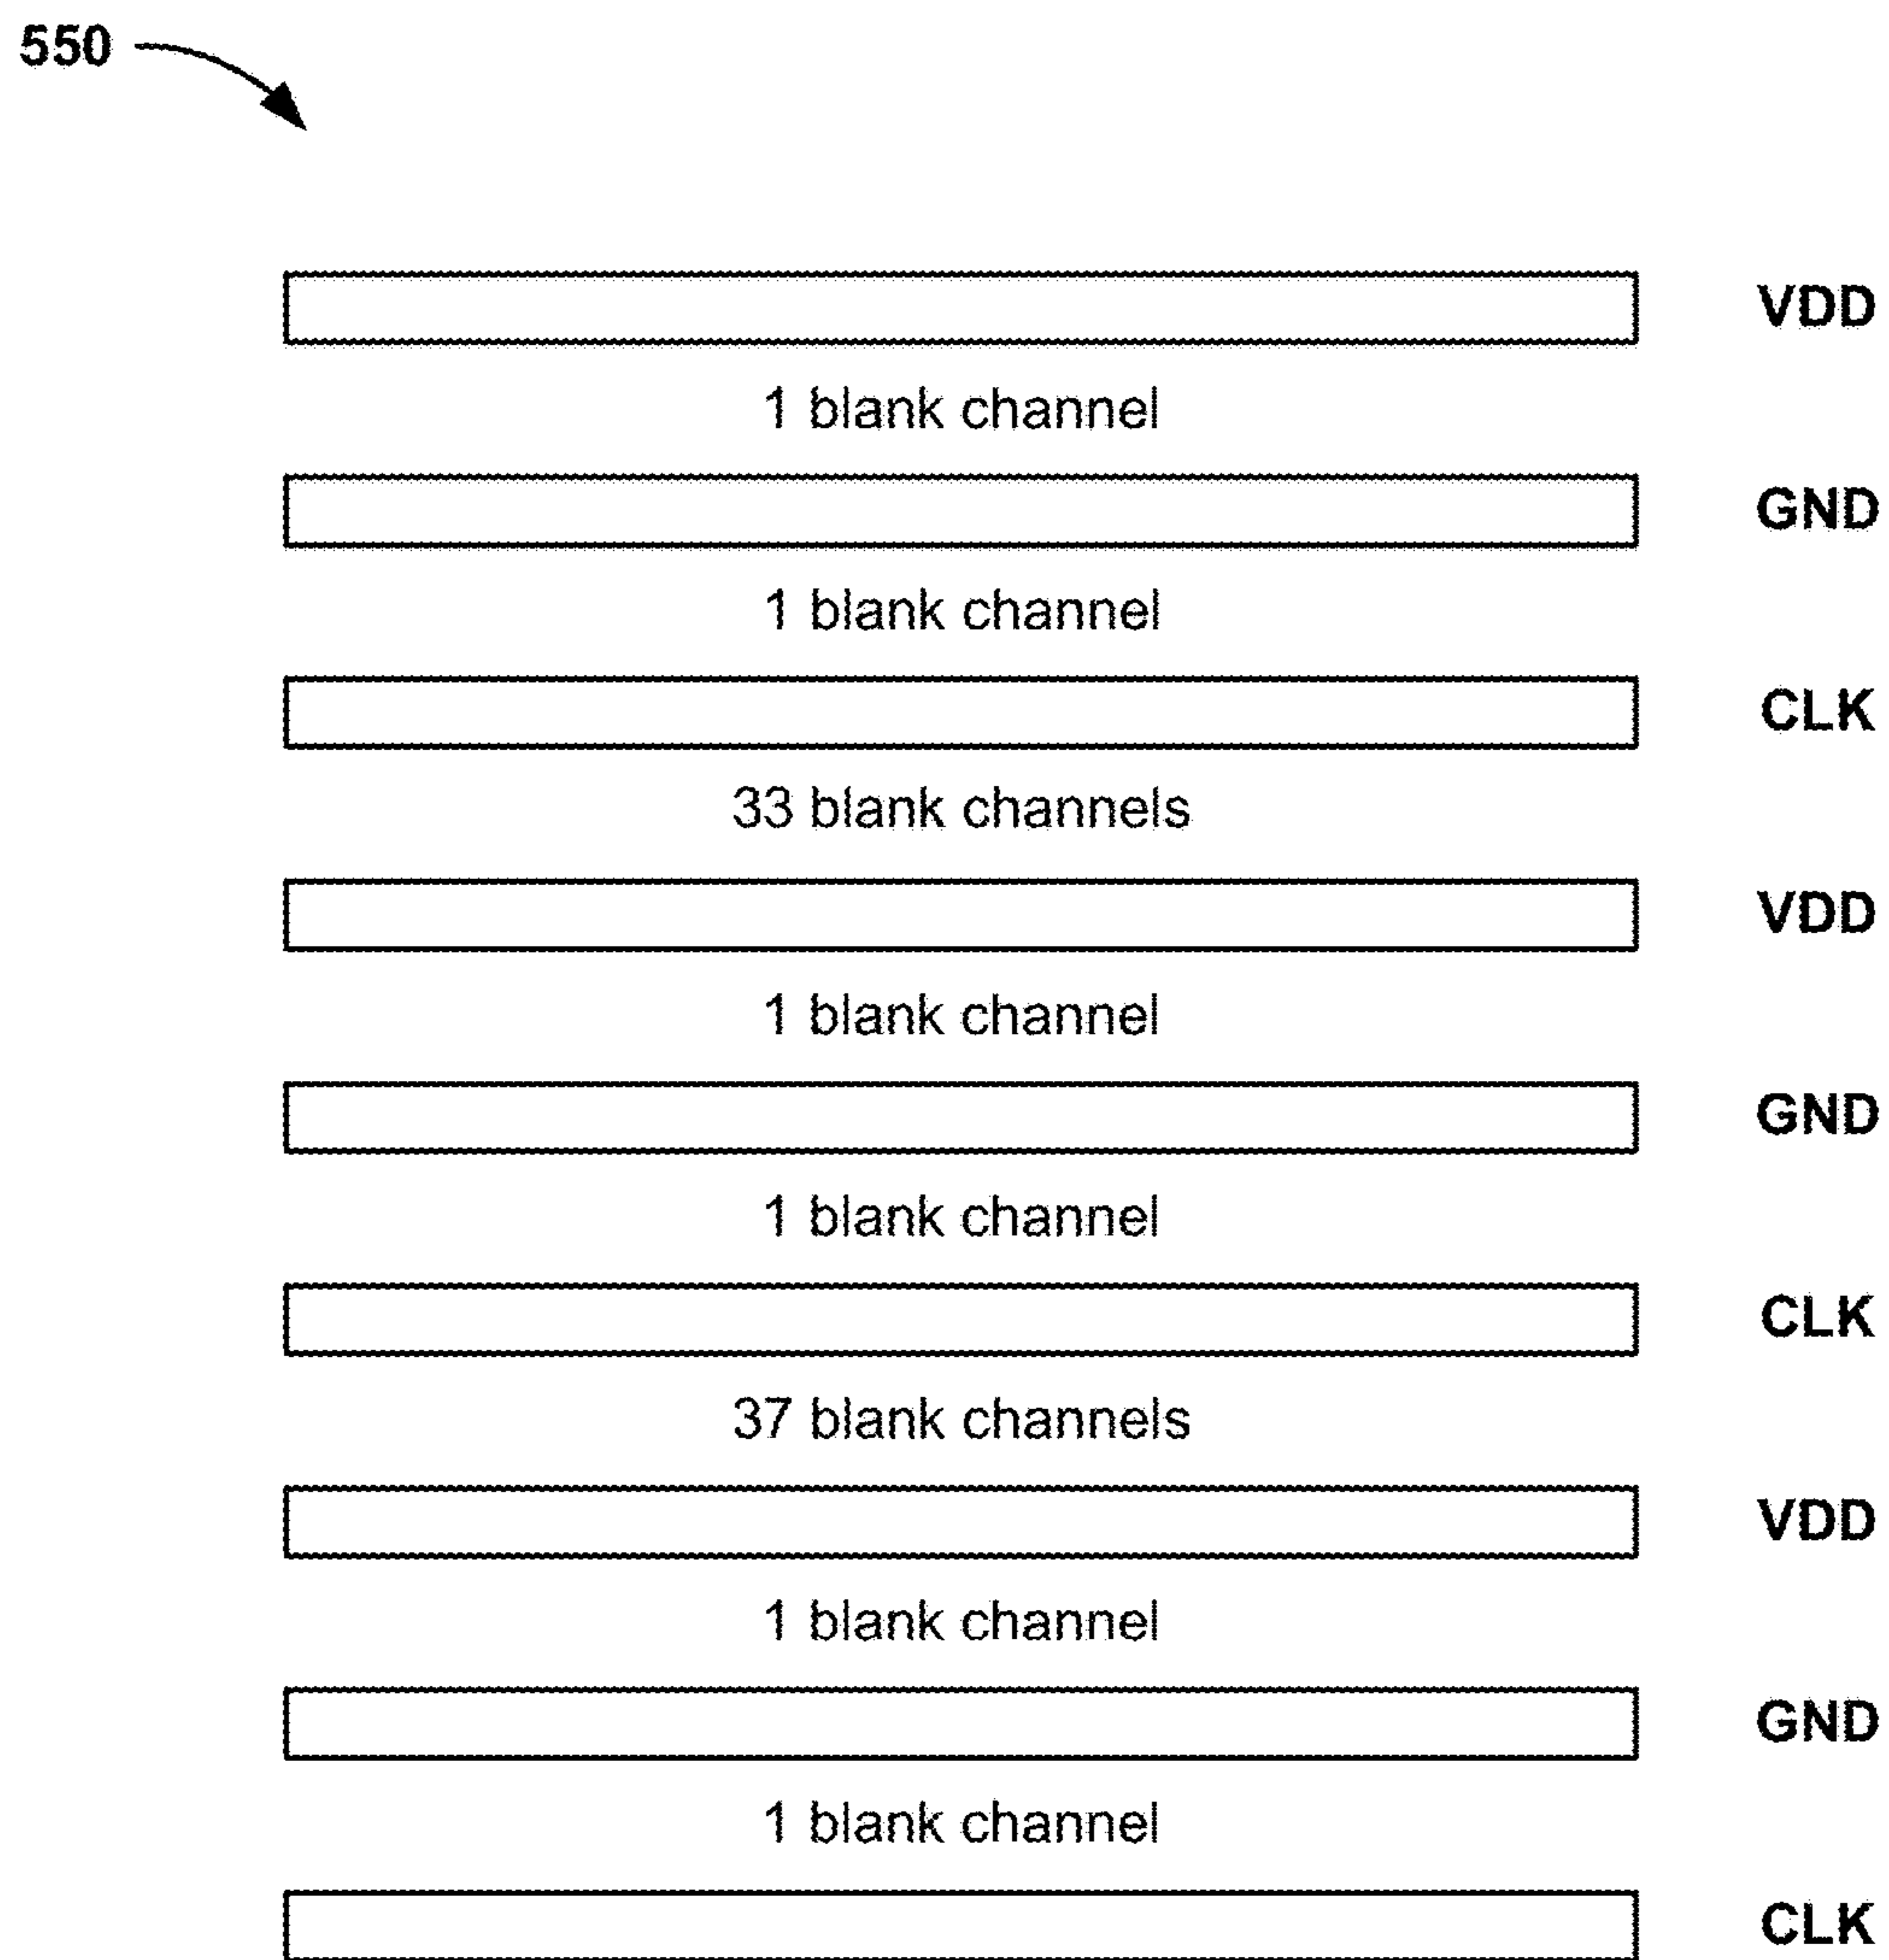 550
VDD
1 blank channel
GND
1 blank channel
CLK
33 blank channels
VDD
1 blank channel
GND
1 blank channel
CLK
37 blank channels
VDD
1 blank channel
GND
1 blank channel
CLK